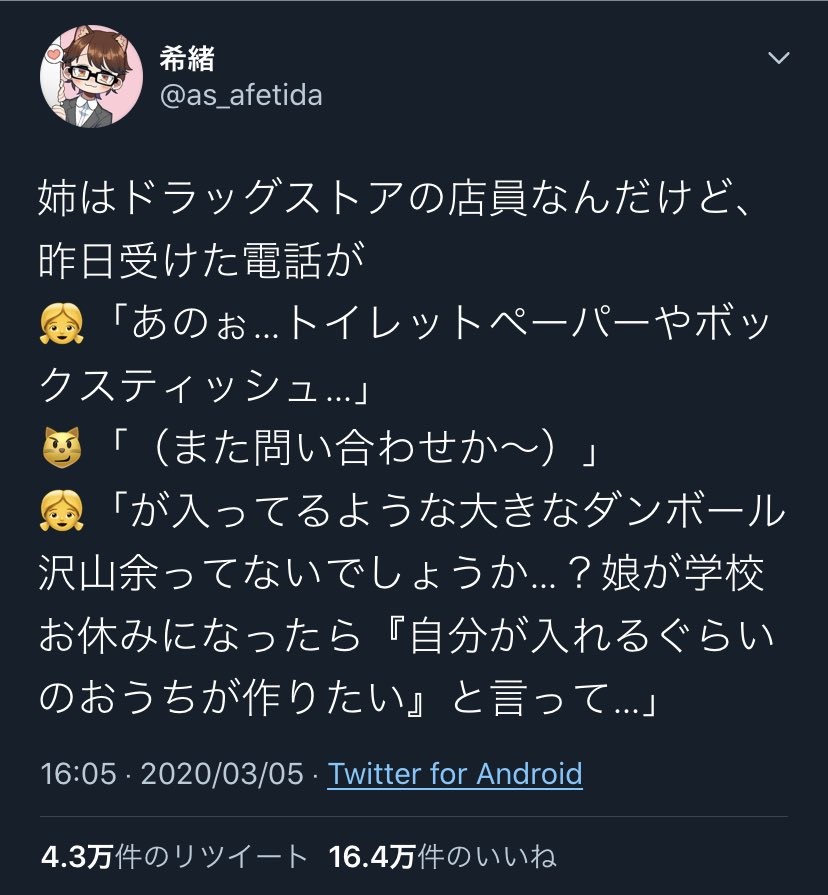 希緒
@as_afetida
姉はドラッグストアの店員なんだけど、
昨日受けた電話が
👧「あのぉ…トイレットペーパーやボッ
クスティッシュ…」
😼「（また問い合わせか〜）」
👧「が入ってるような大きなダンボール
沢山余ってないでしょうか…？娘が学校
お休みになったら『自分が入れるぐらい
のおうちが作りたい』と言って…」
16:05 · 2020/03/05 · Twitter for Android
4.3万件のリツイート 16.4万件のいいね